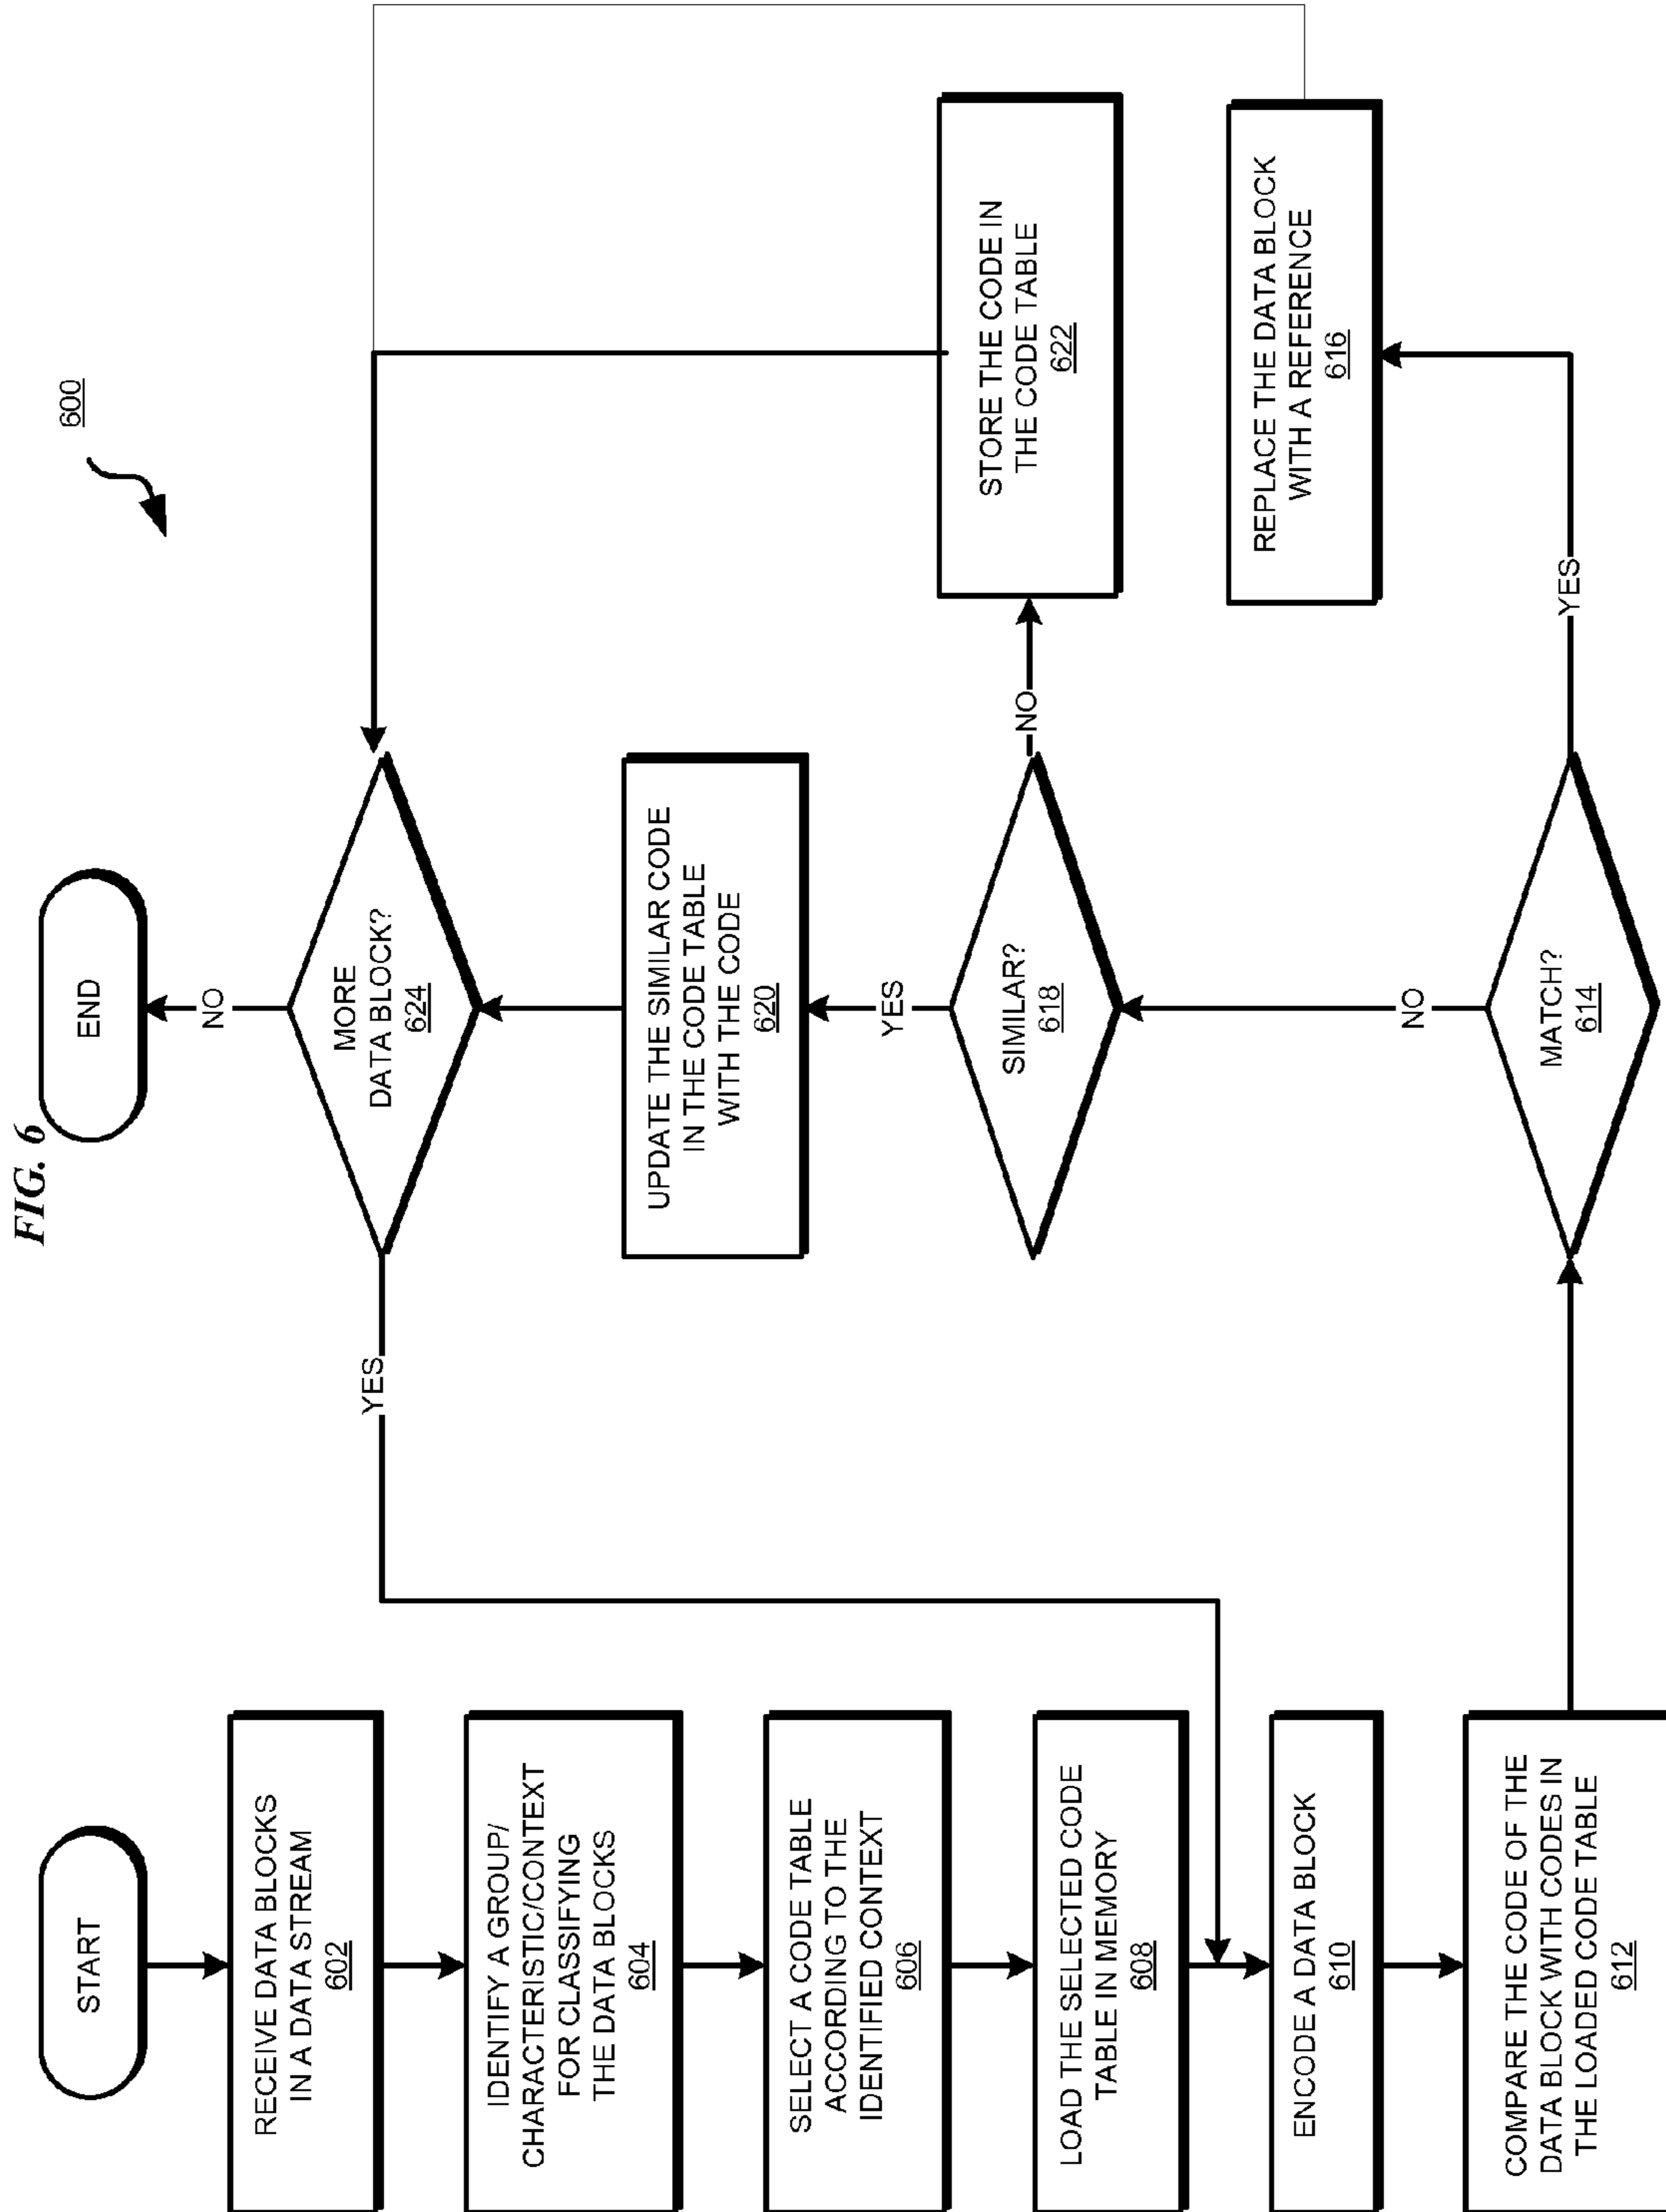 FIG. 6
600
START
RECEIVE DATA BLOCKS
IN A DATA STREAM
602
IDENTIFY A GROUP/
CHARACTERISTIC/CONTEXT
FOR CLASSIFYING
THE DATA BLOCKS
604
SELECT A CODE TABLE
ACCORDING TO THE
IDENTIFIED CONTEXT
606
LOAD THE SELECTED CODE
TABLE IN MEMORY
608
ENCODE A DATA BLOCK
610
COMPARE THE CODE OF THE
DATA BLOCK WITH CODES IN
THE LOADED CODE TABLE
612
MATCH?
614
YES
REPLACE THE DATA BLOCK
WITH A REFERENCE
616
NO
SIMILAR?
618
NO
STORE THE CODE IN
THE CODE TABLE
622
YES
UPDATE THE SIMILAR CODE
IN THE CODE TABLE
WITH THE CODE
620
MORE
DATA BLOCK?
624
YES
NO
END